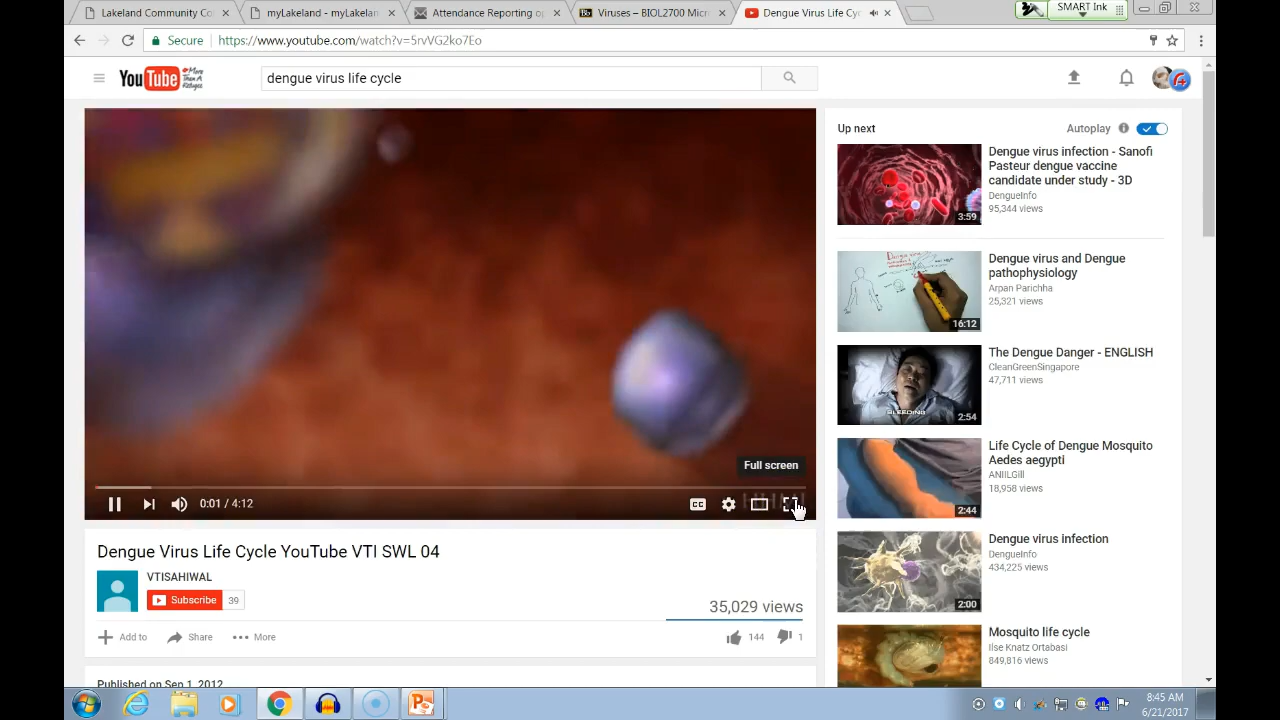 Lakeland Community Co
myLakeland - myLakelan
Attendance Reporting o
Viruses – BIOL2700 Micr
Dengue Virus Life Cyc
SMART Ink
Secure
https://www.youtube.com/watch?v=5rvVG2ko7Eo
YouTube
dengue virus life cycle
Up next
Autoplay
Dengue virus infection - Sanofi
Pasteur dengue vaccine
candidate under study - 3D
DengueInfo
95,344 views
3:59
Dengue virus and Dengue
pathophysiology
Arpan Parichha
25,321 views
16:12
The Dengue Danger - ENGLISH
CleanGreenSingapore
47,711 views
BLEEDING
2:54
Life Cycle of Dengue Mosquito
Aedes aegypti
ANIILGill
18,958 views
2:44
Dengue virus infection
DengueInfo
434,225 views
2:00
Mosquito life cycle
Ilse Knatz Ortabasi
849,816 views
Full screen
0:01 / 4:12
CC
Dengue Virus Life Cycle YouTube VTI SWL 04
VTISAHIWAL
Subscribe 39
35,029 views
Add to Share More 144 1
Published on Sep 1, 2012
8:45 AM
6/21/2017